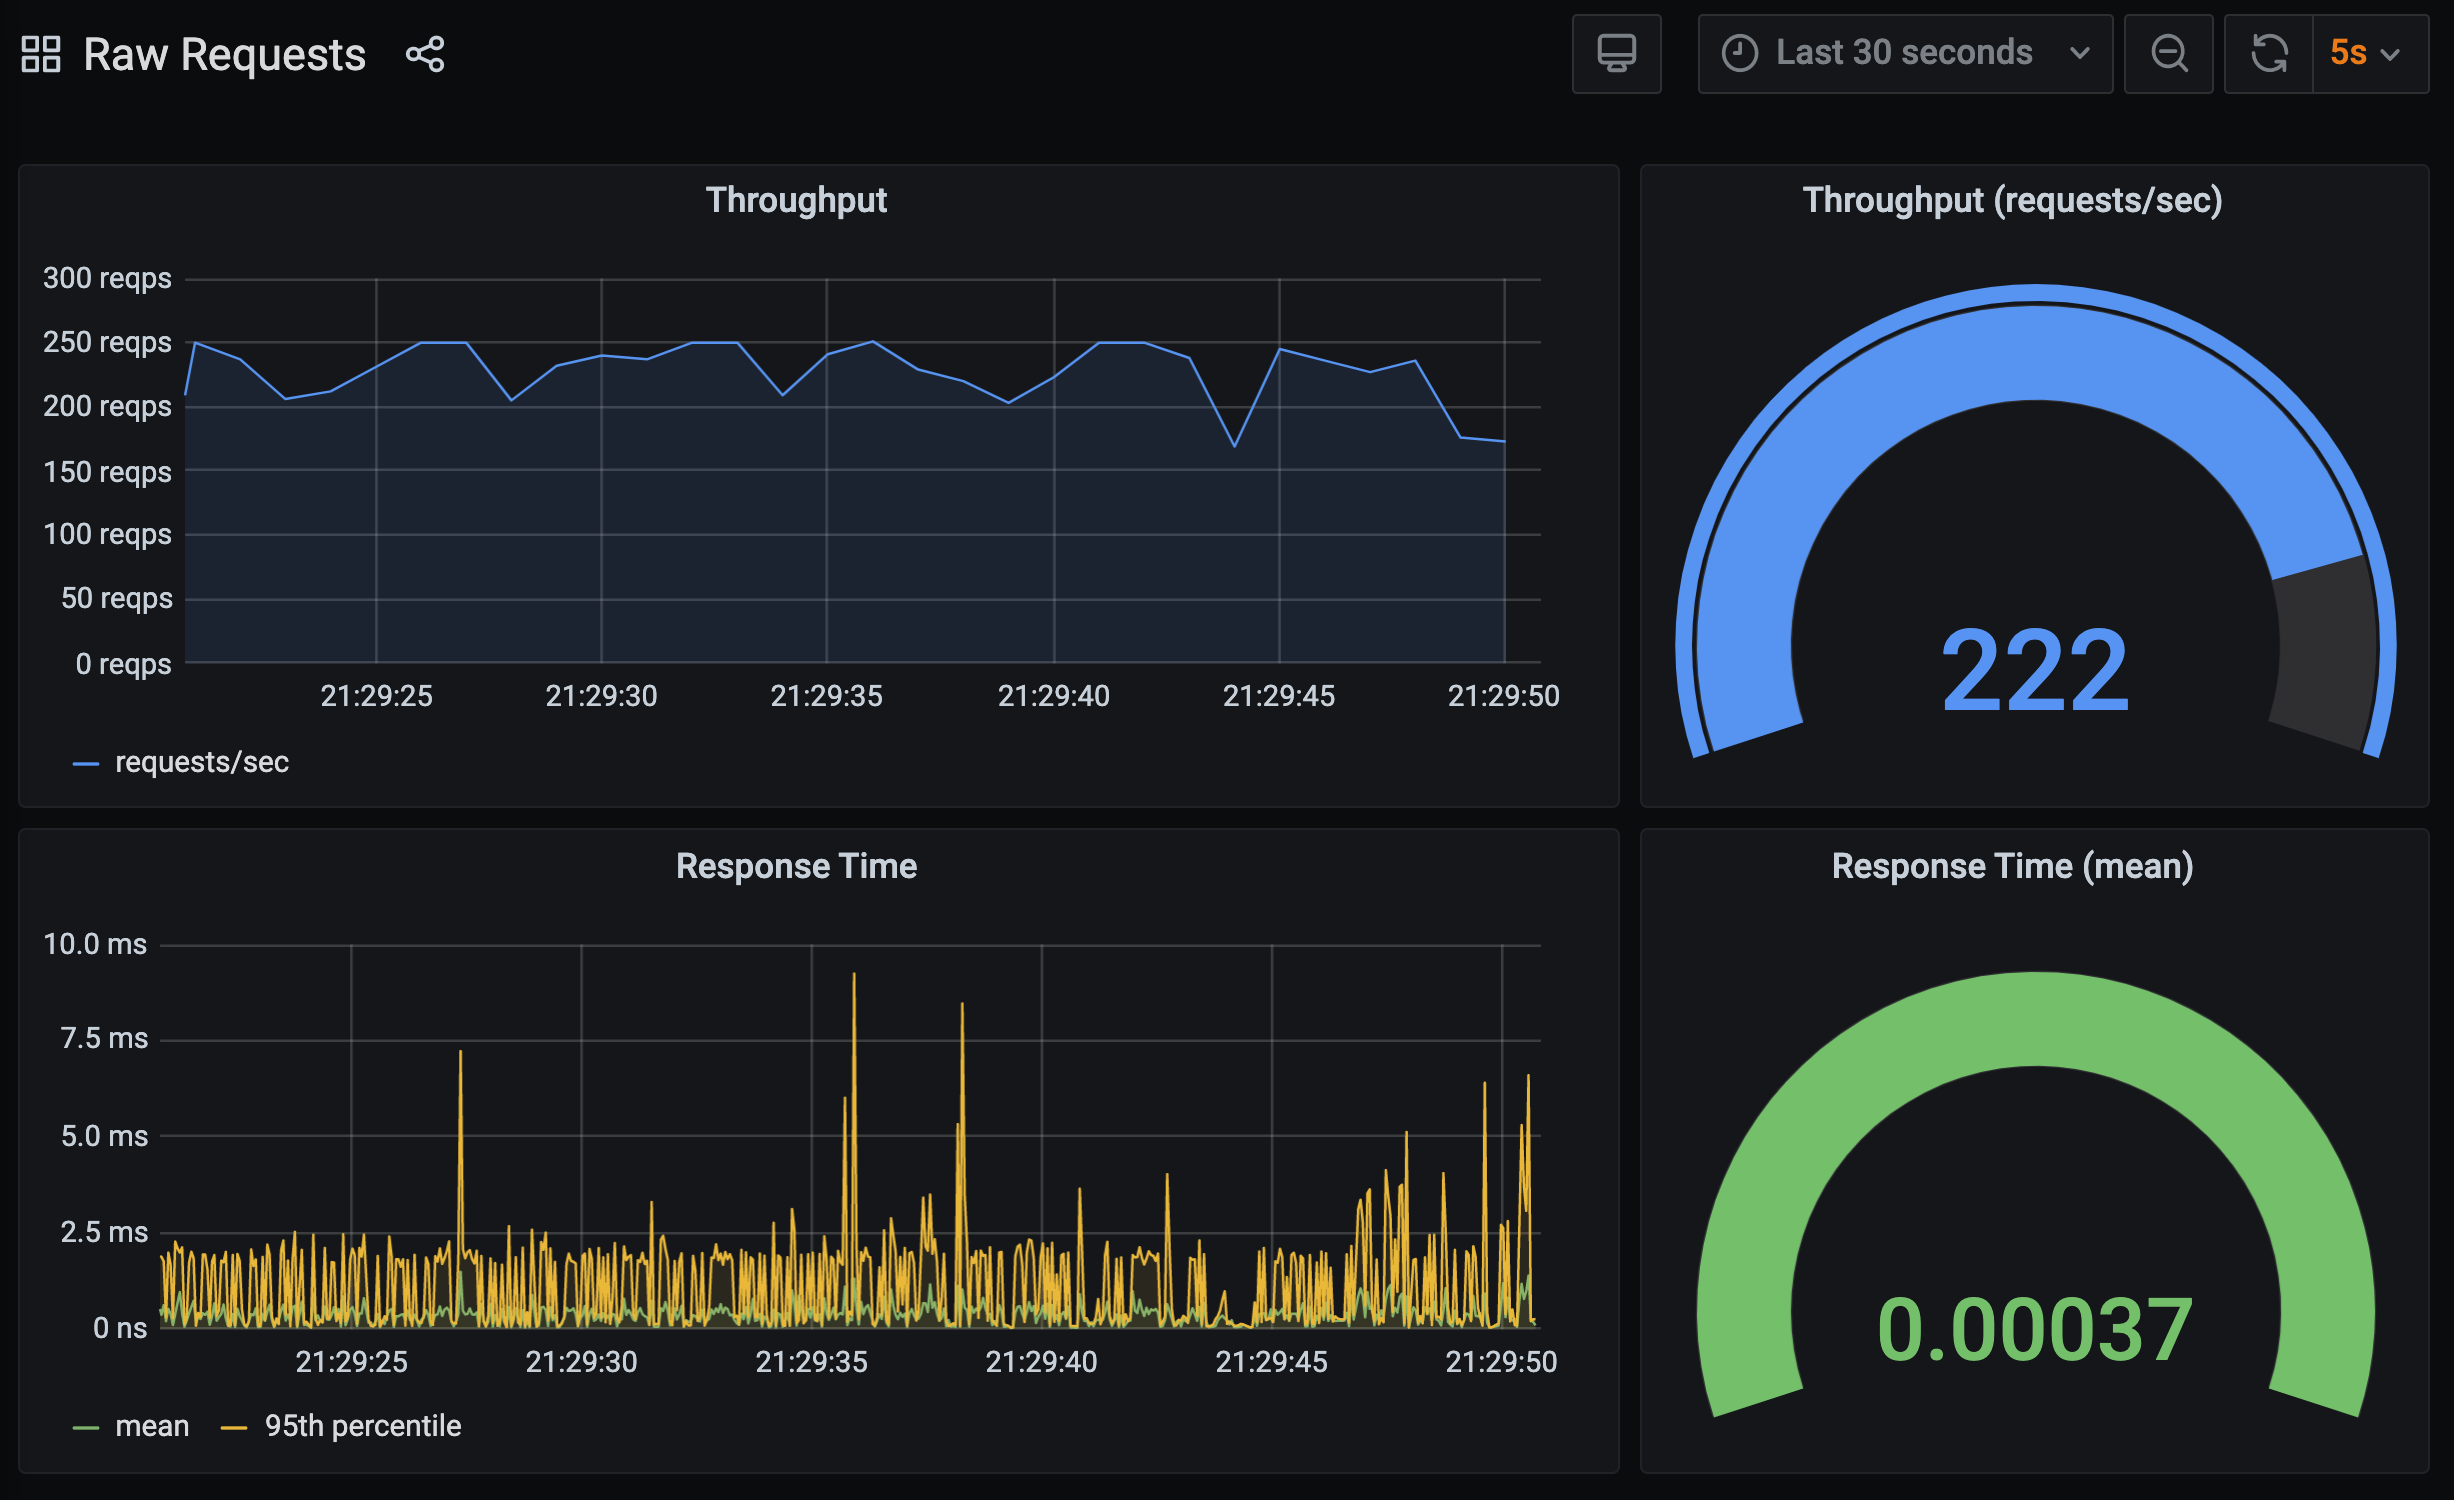 Raw Requests
Last 30 seconds
5s
Throughput
300 reqps
250 reqps
200 reqps
150 reqps
100 reqps
50 reqps
0 reqps
21:29:25 21:29:30 21:29:35 21:29:40 21:29:45 21:29:50
requests/sec
Throughput (requests/sec)
222
Response Time
10.0 ms
7.5 ms
5.0 ms
2.5 ms
0 ns
21:29:25 21:29:30 21:29:35 21:29:40 21:29:45 21:29:50
mean 95th percentile
Response Time (mean)
0.00037